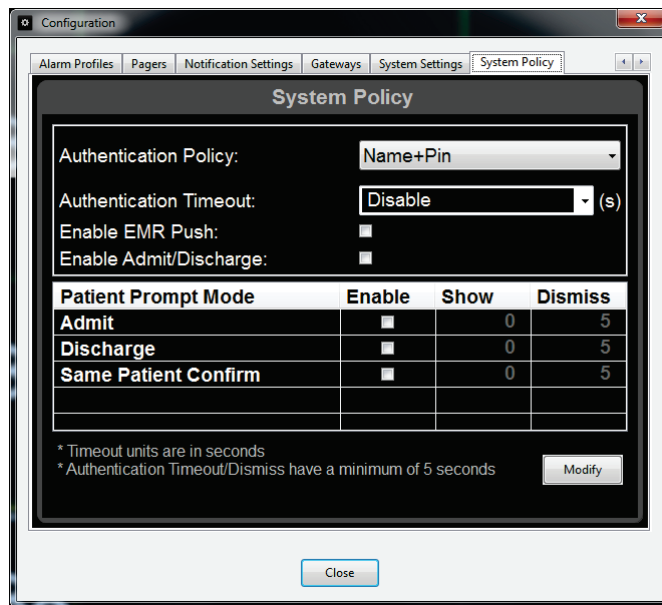 Configuration
Alarm Profiles Pagers Notification Settings Gateways System Settings System Policy
System Policy
Authentication Policy: Name+Pin
Authentication Timeout: Disable (s)
Enable EMR Push:
Enable Admit/Discharge:
Patient Prompt Mode Enable Show Dismiss
Admit 0 5
Discharge 0 5
Same Patient Confirm 0 5
* Timeout units are in seconds
* Authentication Timeout/Dismiss have a minimum of 5 seconds
Modify
Close